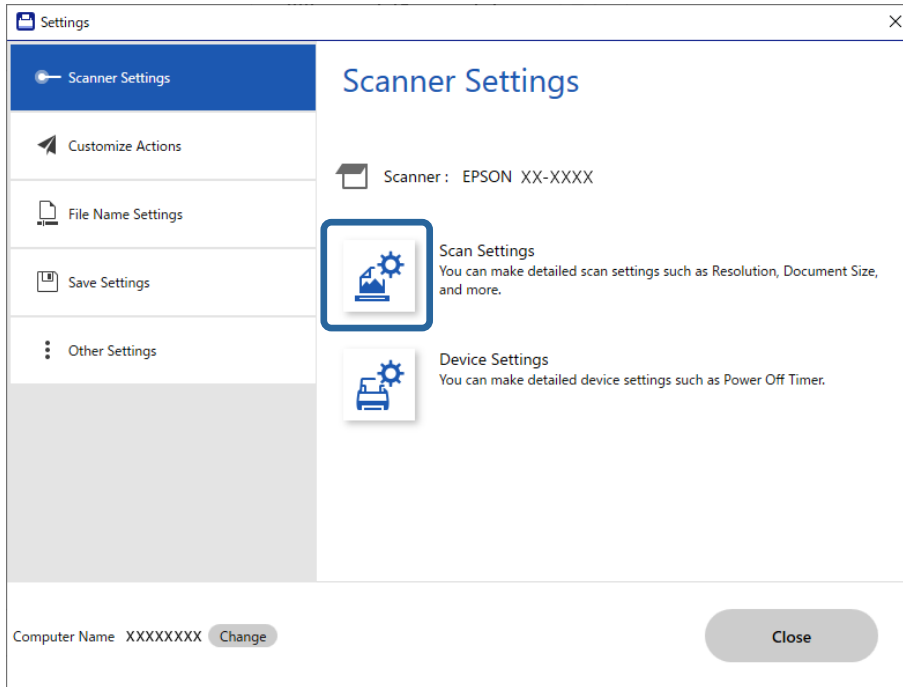 Settings
Scanner Settings
Customize Actions
File Name Settings
Save Settings
Other Settings
Scanner Settings
Scanner : EPSON XX-XXXX
Scan Settings
You can make detailed scan settings such as Resolution, Document Size,
and more.
Device Settings
You can make detailed device settings such as Power Off Timer.
Computer Name XXXXXXXX Change
Close